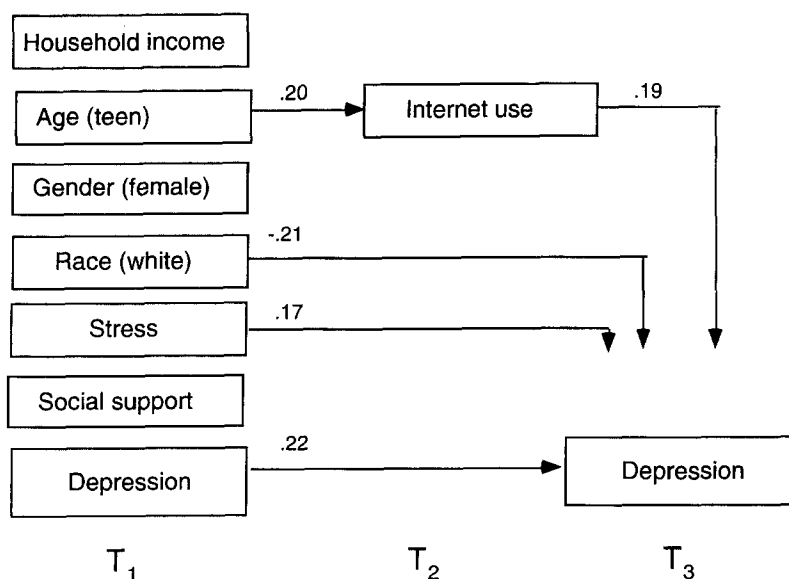 Household income
Age (teen)
.20
Internet use
.19
Gender (female)
Race (white)
-.21
Stress
.17
Social support
Depression
.22
Depression
T1
T2
T3